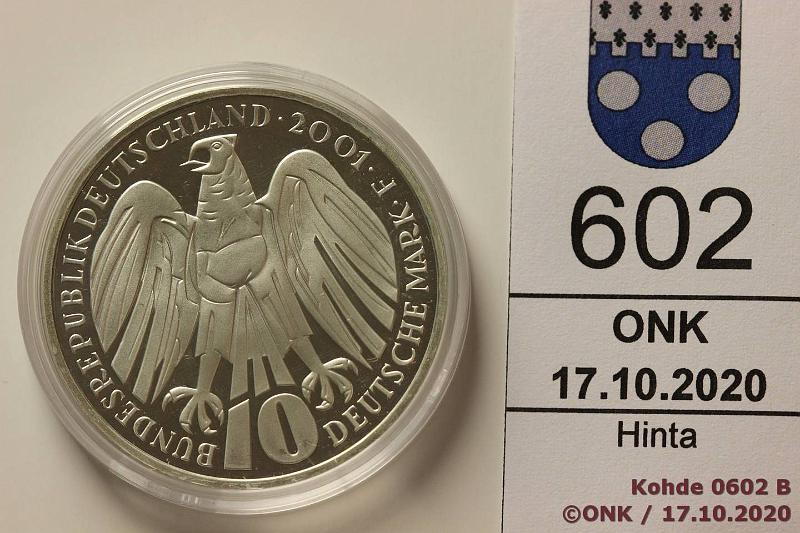 BUNDESREPUBLIK DEUTSCHLAND · 2001 · F ·
DEUTSCHE MARK
10
602
ONK
17.10.2020
Hinta
Kohde 0602 B
©ONK / 17.10.2020